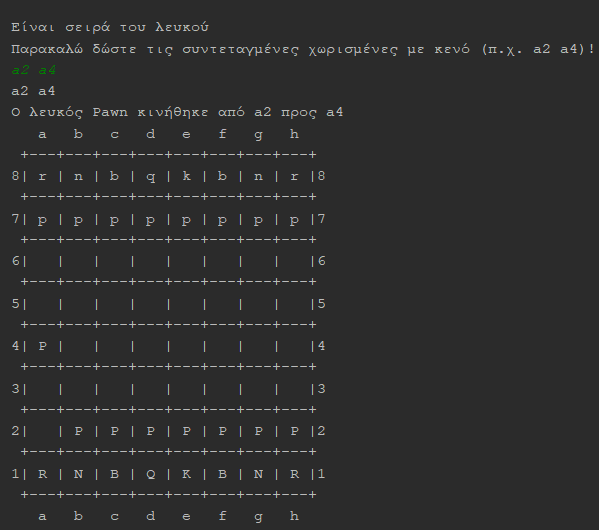 Είναι σειρά του λευκού
Παρακαλώ δώστε τις συντεταγμένες χωρισμένες με κενό (π.χ. a2 a4)!
a2 a4
a2 a4
Ο λευκός Pawn κινήθηκε από a2 προς a4
   a   b   c   d   e   f   g   h
 +---+---+---+---+---+---+---+---+
8| r | n | b | q | k | b | n | r |8
 +---+---+---+---+---+---+---+---+
7| p | p | p | p | p | p | p | p |7
 +---+---+---+---+---+---+---+---+
6|   |   |   |   |   |   |   |   |6
 +---+---+---+---+---+---+---+---+
5|   |   |   |   |   |   |   |   |5
 +---+---+---+---+---+---+---+---+
4| P |   |   |   |   |   |   |   |4
 +---+---+---+---+---+---+---+---+
3|   |   |   |   |   |   |   |   |3
 +---+---+---+---+---+---+---+---+
2|   | P | P | P | P | P | P | P |2
 +---+---+---+---+---+---+---+---+
1| R | N | B | Q | K | B | N | R |1
 +---+---+---+---+---+---+---+---+
   a   b   c   d   e   f   g   h